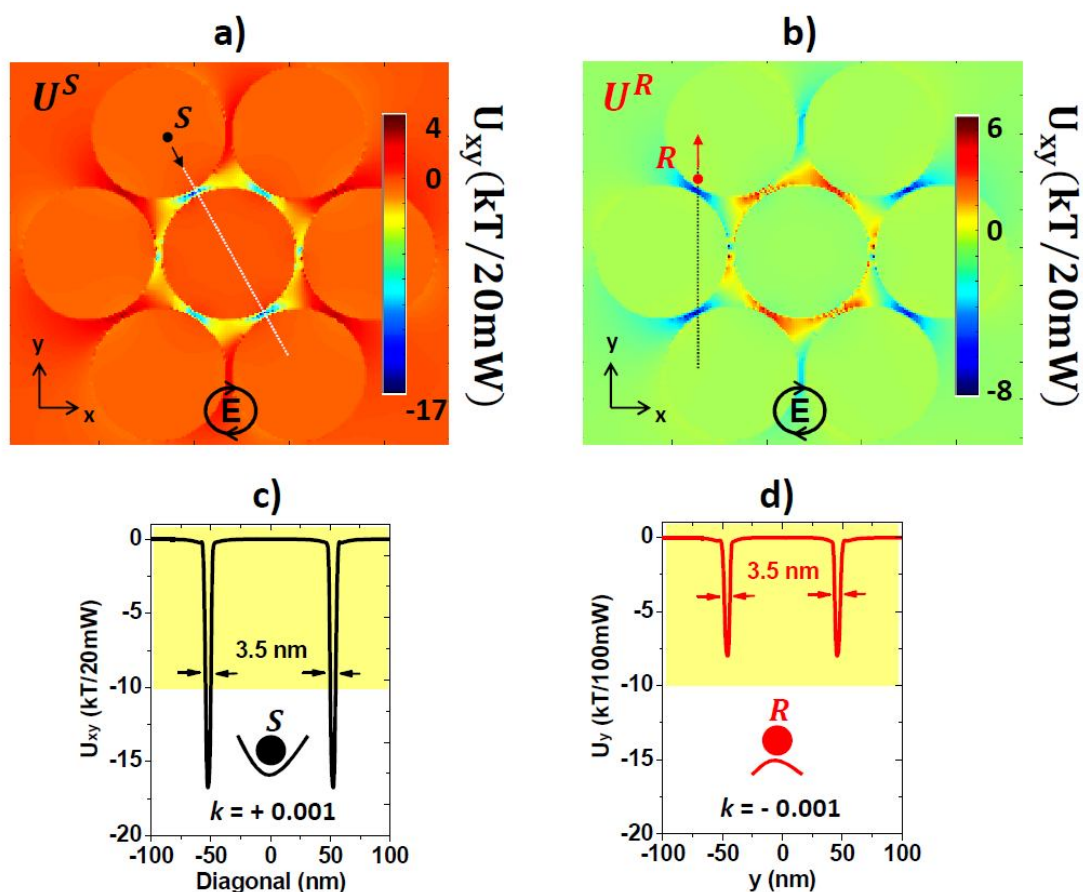 a)
U^S
S
4
0
-17
U_xy (kT/20mW)
y
x
E
b)
U^R
R
6
0
-8
U_xy (kT/20mW)
y
x
E
c)
0
-5
-10
-15
-20
U_xy (kT/20mW)
3.5 nm
S
k = + 0.001
-100 -50 0 50 100
Diagonal (nm)
d)
0
-5
-10
-15
-20
U_y (kT/100mW)
3.5 nm
R
k = - 0.001
-100 -50 0 50 100
y (nm)